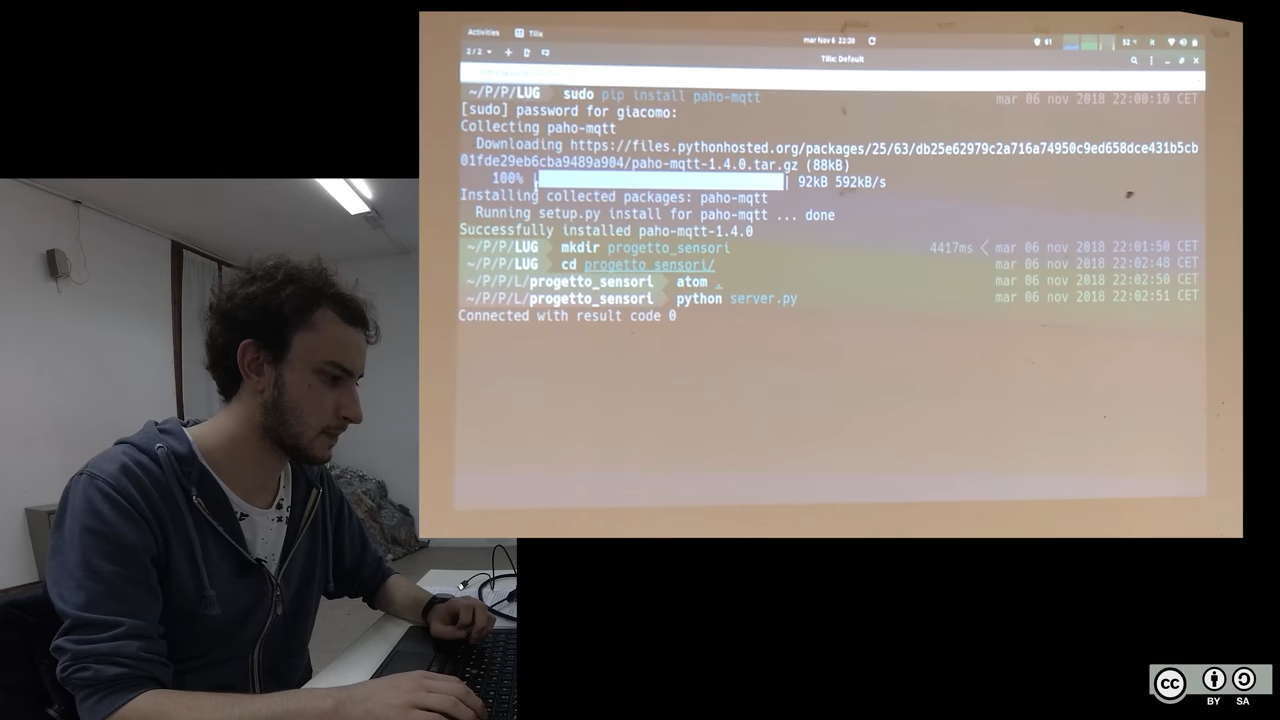 Activities Tilix mar Nov 6 22:26 61 52 °C it
2 / 2 Tilix: Default
~/P/P/LUG sudo pip install paho-mqtt mar 06 nov 2018 22:00:10 CET
[sudo] password for giacomo:
Collecting paho-mqtt
Downloading https://files.pythonhosted.org/packages/25/63/db25e62979c2a716a74950c9ed658dce431b5cb
01fde29eb6cba9489a904/paho-mqtt-1.4.0.tar.gz (88kB)
100% | | 92kB 592kB/s
Installing collected packages: paho-mqtt
Running setup.py install for paho-mqtt ... done
Successfully installed paho-mqtt-1.4.0
~/P/P/LUG mkdir progetto_sensori 4417ms mar 06 nov 2018 22:01:50 CET
~/P/P/LUG cd progetto_sensori/ mar 06 nov 2018 22:02:48 CET
~/P/P/L/progetto_sensori atom . mar 06 nov 2018 22:02:50 CET
~/P/P/L/progetto_sensori python server.py mar 06 nov 2018 22:02:51 CET
Connected with result code 0
cc
BY SA